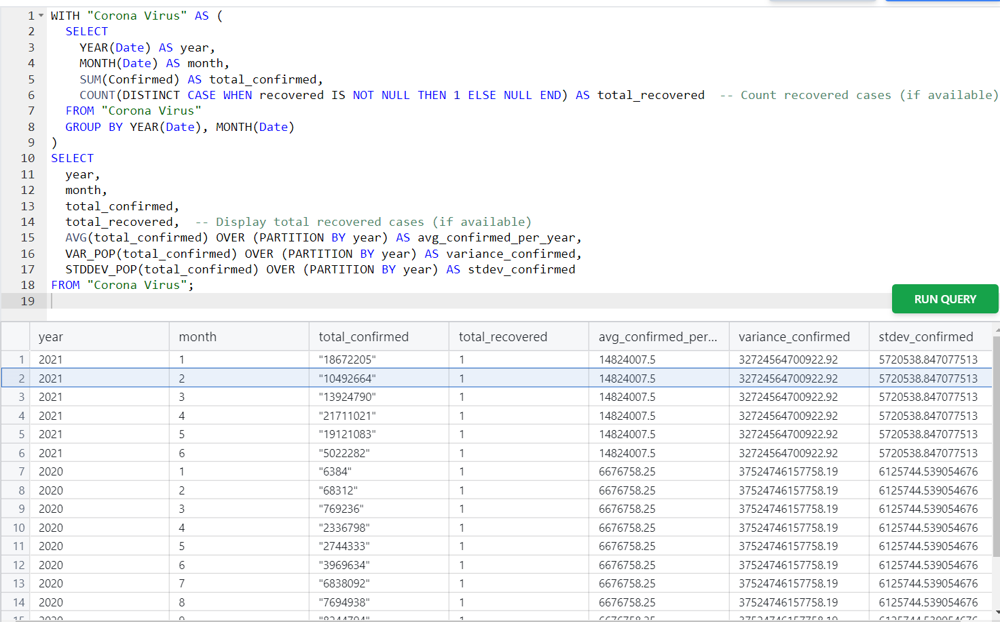 1 WITH "Corona Virus" AS (
2 SELECT
3 YEAR(Date) AS year,
4 MONTH(Date) AS month,
5 SUM(Confirmed) AS total_confirmed,
6 COUNT(DISTINCT CASE WHEN recovered IS NOT NULL THEN 1 ELSE NULL END) AS total_recovered -- Count recovered cases (if available)
7 FROM "Corona Virus"
8 GROUP BY YEAR(Date), MONTH(Date)
9 )
10 SELECT
11 year,
12 month,
13 total_confirmed,
14 total_recovered, -- Display total recovered cases (if available)
15 AVG(total_confirmed) OVER (PARTITION BY year) AS avg_confirmed_per_year,
16 VAR_POP(total_confirmed) OVER (PARTITION BY year) AS variance_confirmed,
17 STDDEV_POP(total_confirmed) OVER (PARTITION BY year) AS stdev_confirmed
18 FROM "Corona Virus";
19
RUN QUERY
year month total_confirmed total_recovered avg_confirmed_per... variance_confirmed stdev_confirmed
1 2021 1 "18672205" 1 14824007.5 32724564700922.92 5720538.847077513
2 2021 2 "10492664" 1 14824007.5 32724564700922.92 5720538.847077513
3 2021 3 "13924790" 1 14824007.5 32724564700922.92 5720538.847077513
4 2021 4 "21711021" 1 14824007.5 32724564700922.92 5720538.847077513
5 2021 5 "19121083" 1 14824007.5 32724564700922.92 5720538.847077513
6 2021 6 "5022282" 1 14824007.5 32724564700922.92 5720538.847077513
7 2020 1 "6384" 1 6676758.25 37524746157758.19 6125744.539054676
8 2020 2 "68312" 1 6676758.25 37524746157758.19 6125744.539054676
9 2020 3 "769236" 1 6676758.25 37524746157758.19 6125744.539054676
10 2020 4 "2336798" 1 6676758.25 37524746157758.19 6125744.539054676
11 2020 5 "2744333" 1 6676758.25 37524746157758.19 6125744.539054676
12 2020 6 "3969634" 1 6676758.25 37524746157758.19 6125744.539054676
13 2020 7 "6838092" 1 6676758.25 37524746157758.19 6125744.539054676
14 2020 8 "7694938" 1 6676758.25 37524746157758.19 6125744.539054676